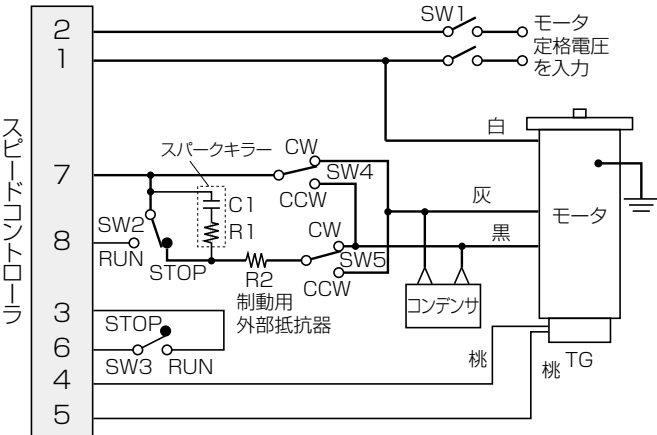 スピードコントローラ
2
1
7
8
3
6
4
5
SW1
モータ
定格電圧
を入力
白
スパークキラー
CW
SW4
CCW
灰
モータ
C1
R1
SW2
RUN
STOP
CW
SW5
CCW
黒
R2
制動用
外部抵抗器
コンデンサ
STOP
SW3
RUN
桃
桃
TG